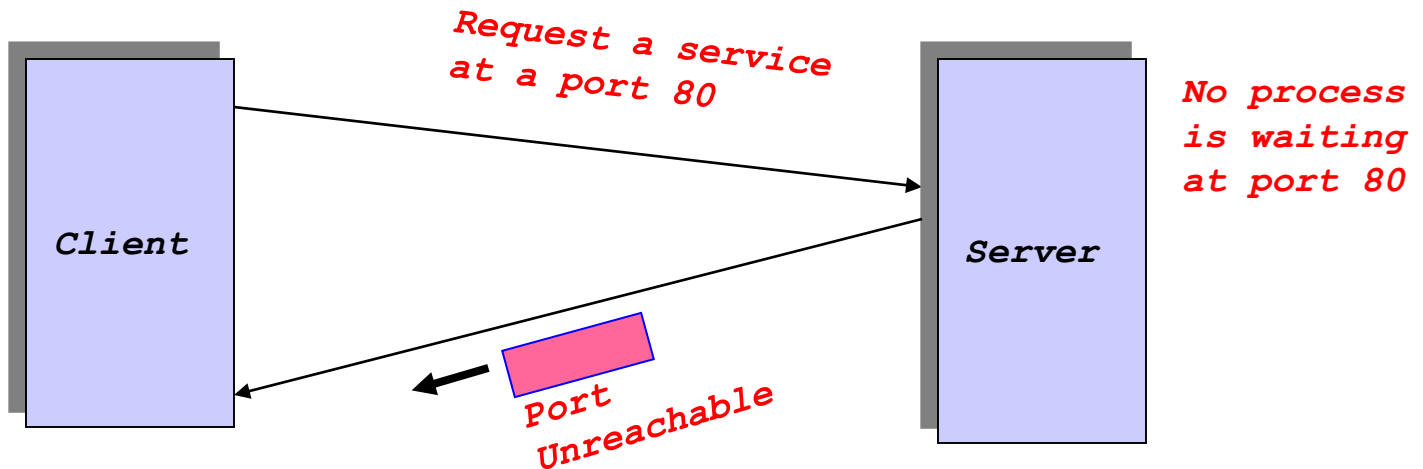 Request a service
at a port 80
No process
is waiting
at port 80
Client
Server
Port
Unreachable